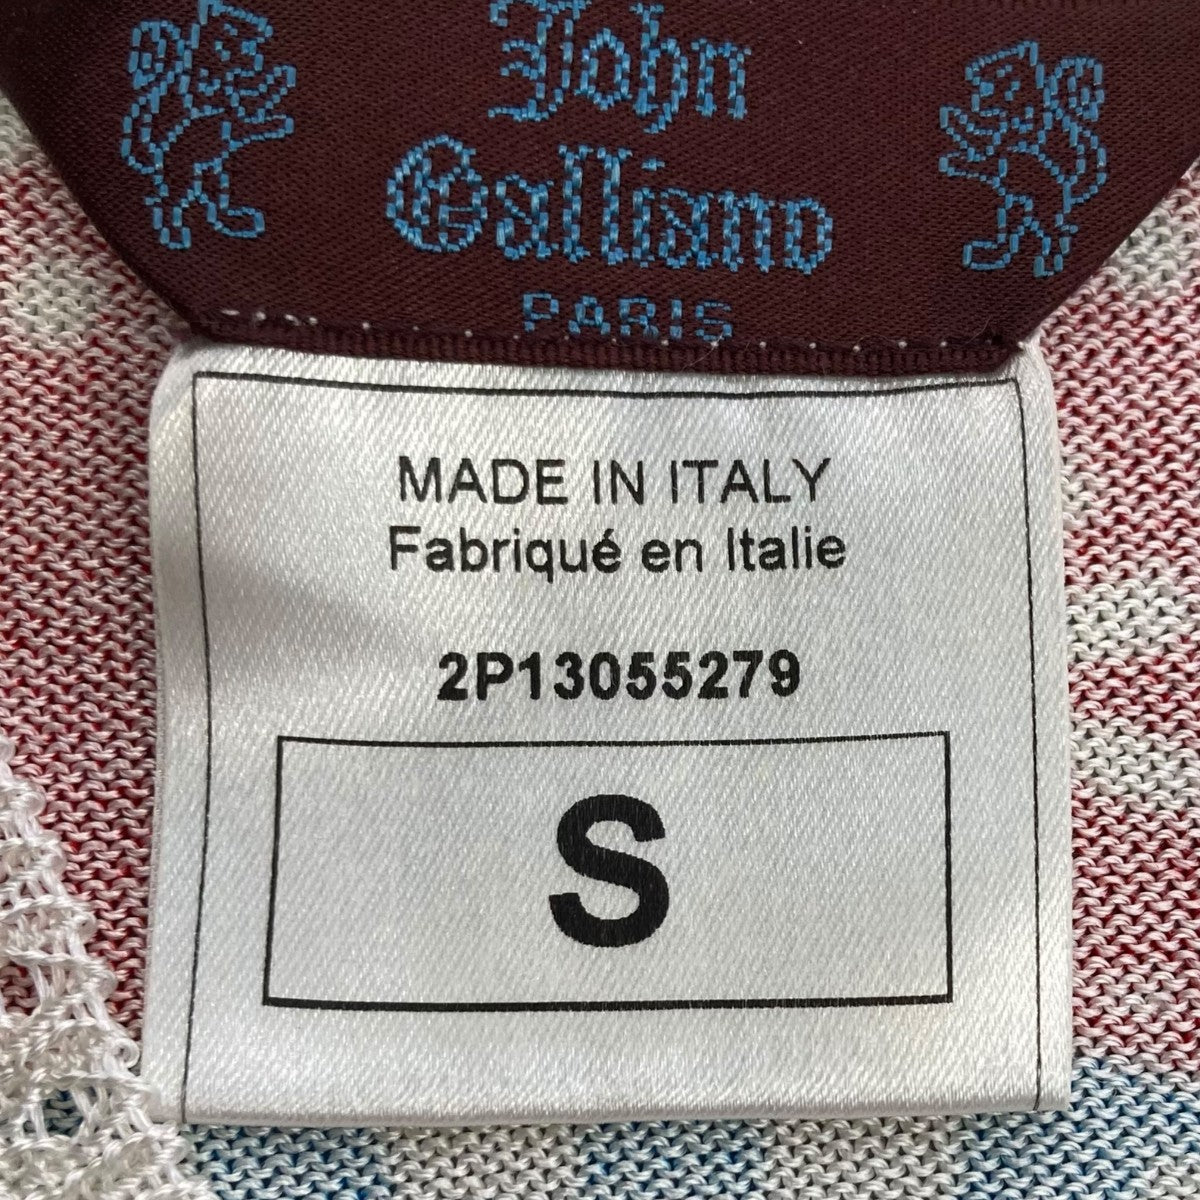 John
Galliano
PARIS
MADE IN ITALY
Fabriqué en Italie
2P13055279
S